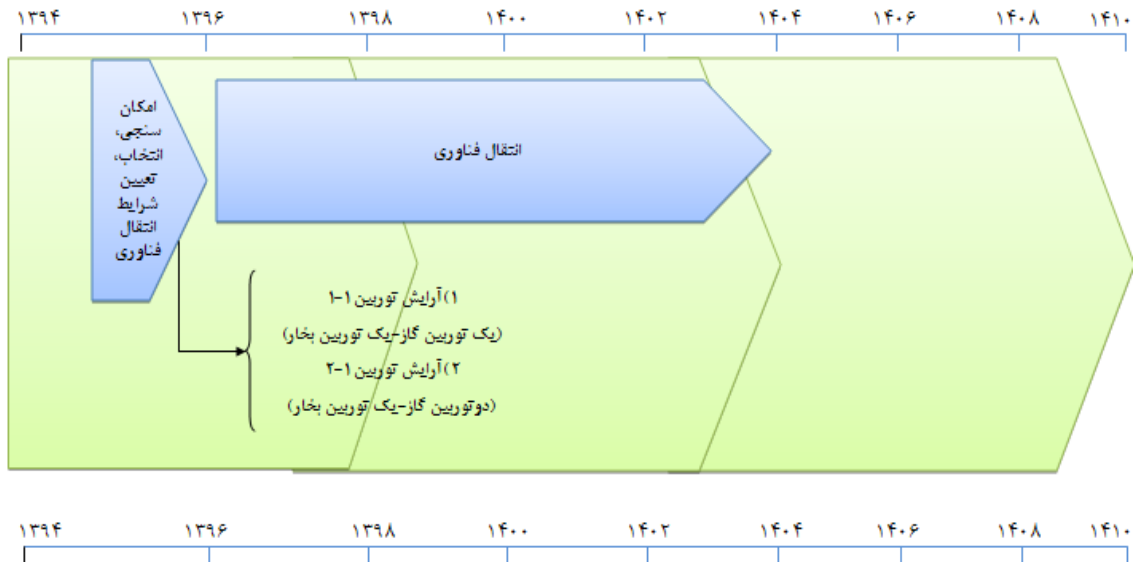 ۱۳۹۴ ۱۳۹۶ ۱۳۹۸ ۱۴۰۰ ۱۴۰۲ ۱۴۰۴ ۱۴۰۶ ۱۴۰۸ ۱۴۱۰
امکان
سنجی،
انتخاب،
تعیین
شرایط
انتقال
فناوری
انتقال فناوری
۱) آرایش توربین ۱-۱
(یک توربین گاز-یک توربین بخار)
۲) آرایش توربین ۱-۲
(دوتوربین گاز-یک توربین بخار)
۱۳۹۴ ۱۳۹۶ ۱۳۹۸ ۱۴۰۰ ۱۴۰۲ ۱۴۰۴ ۱۴۰۶ ۱۴۰۸ ۱۴۱۰